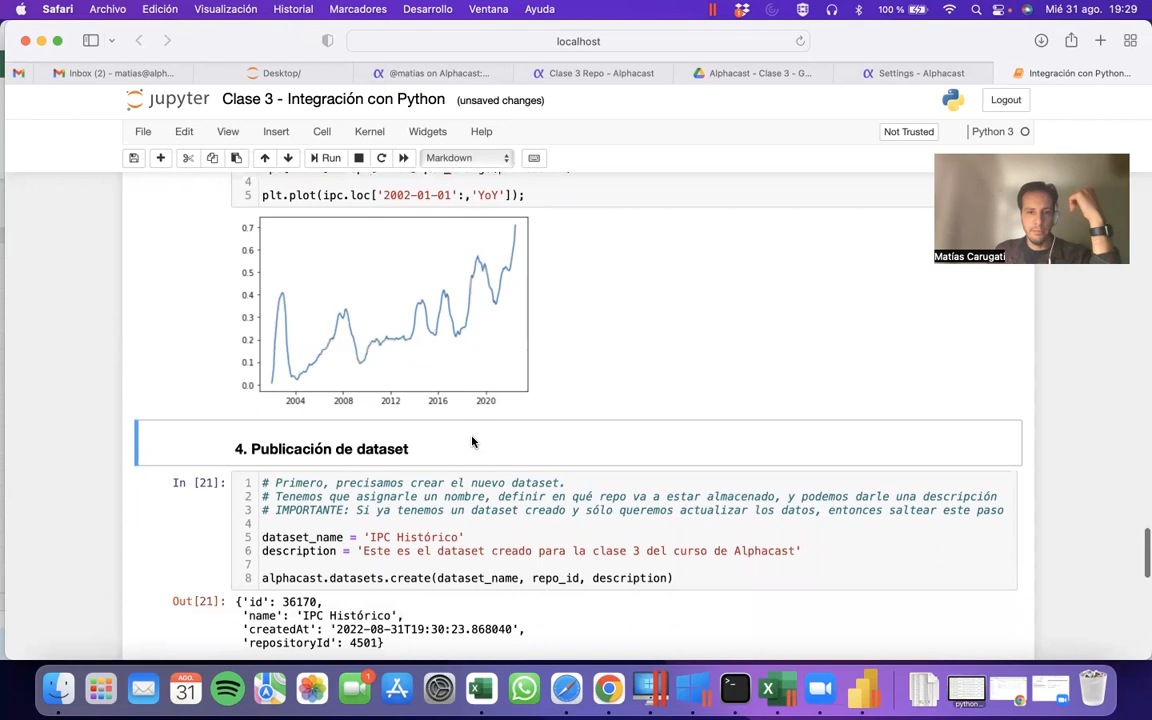 Safari Archivo Edición Visualización Historial Marcadores Desarrollo Ventana Ayuda 100 % Mié 31 ago. 19:29
localhost
Inbox (2) - matias@alph... Desktop/ @matias on Alphacast:... Clase 3 Repo - Alphacast Alphacast - Clase 3 - G... Settings - Alphacast Integración con Python...
jupyter Clase 3 - Integración con Python (unsaved changes) Logout
File Edit View Insert Cell Kernel Widgets Help Not Trusted Python 3
Run Markdown
4
5 plt.plot(ipc.loc['2002-01-01':,'YoY']);
Matías Carugati
0.7
0.6
0.5
0.4
0.3
0.2
0.1
0.0
2004 2008 2012 2016 2020
4. Publicación de dataset
In [21]: 1 # Primero, precisamos crear el nuevo dataset.
2 # Tenemos que asignarle un nombre, definir en qué repo va a estar almacenado, y podemos darle una descripción
3 # IMPORTANTE: Si ya tenemos un dataset creado y sólo queremos actualizar los datos, entonces saltear este paso
4
5 dataset_name = 'IPC Histórico'
6 description = 'Este es el dataset creado para la clase 3 del curso de Alphacast'
7
8 alphacast.datasets.create(dataset_name, repo_id, description)
Out[21]: {'id': 36170,
'name': 'IPC Histórico',
'createdAt': '2022-08-31T19:30:23.868040',
'repositoryId': 4501}
AGO.
31
1
python...